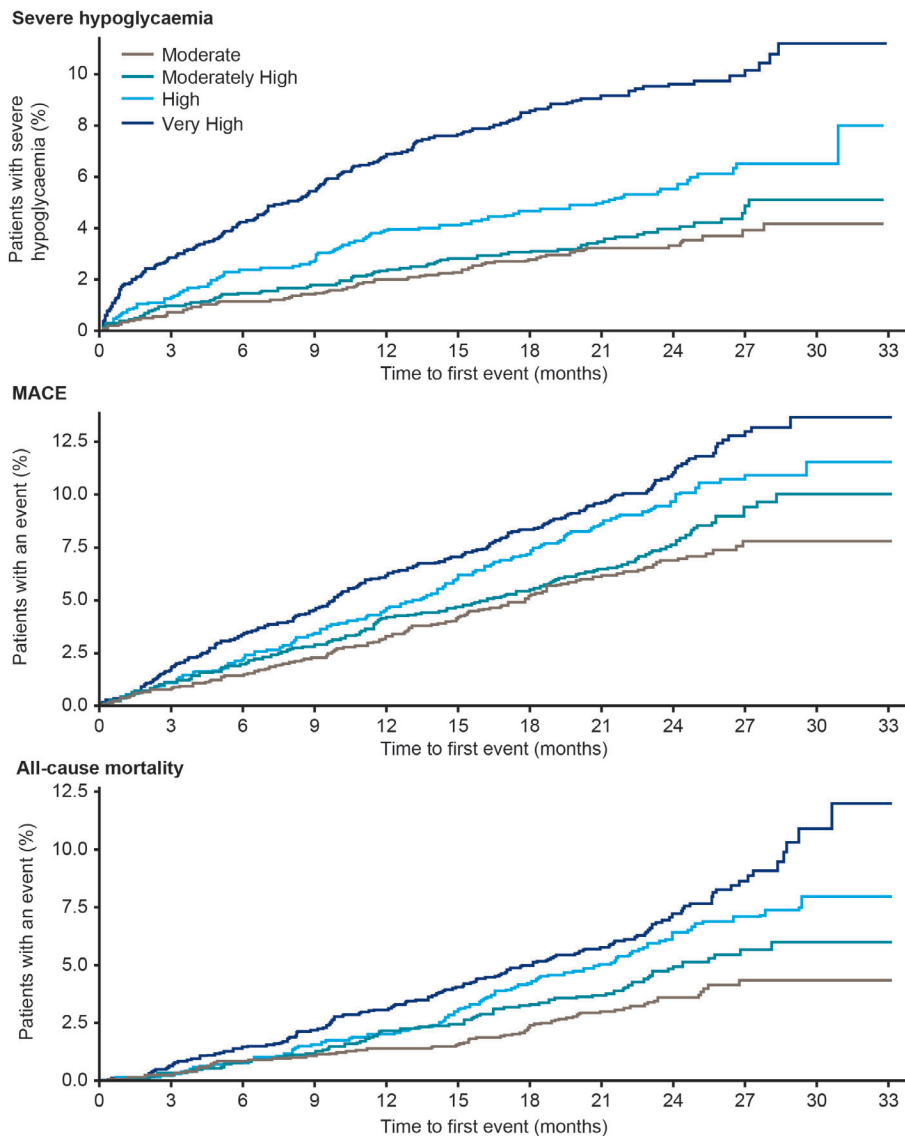 Severe hypoglycaemia
Patients with severe
hypoglycaemia (%)
10
8
6
4
2
0
Moderate
Moderately High
High
Very High
0 3 6 9 12 15 18 21 24 27 30 33
Time to first event (months)
MACE
Patients with an event (%)
12.5
10.0
7.5
5.0
2.5
0.0
0 3 6 9 12 15 18 21 24 27 30 33
Time to first event (months)
All-cause mortality
Patients with an event (%)
12.5
10.0
7.5
5.0
2.5
0.0
0 3 6 9 12 15 18 21 24 27 30 33
Time to first event (months)